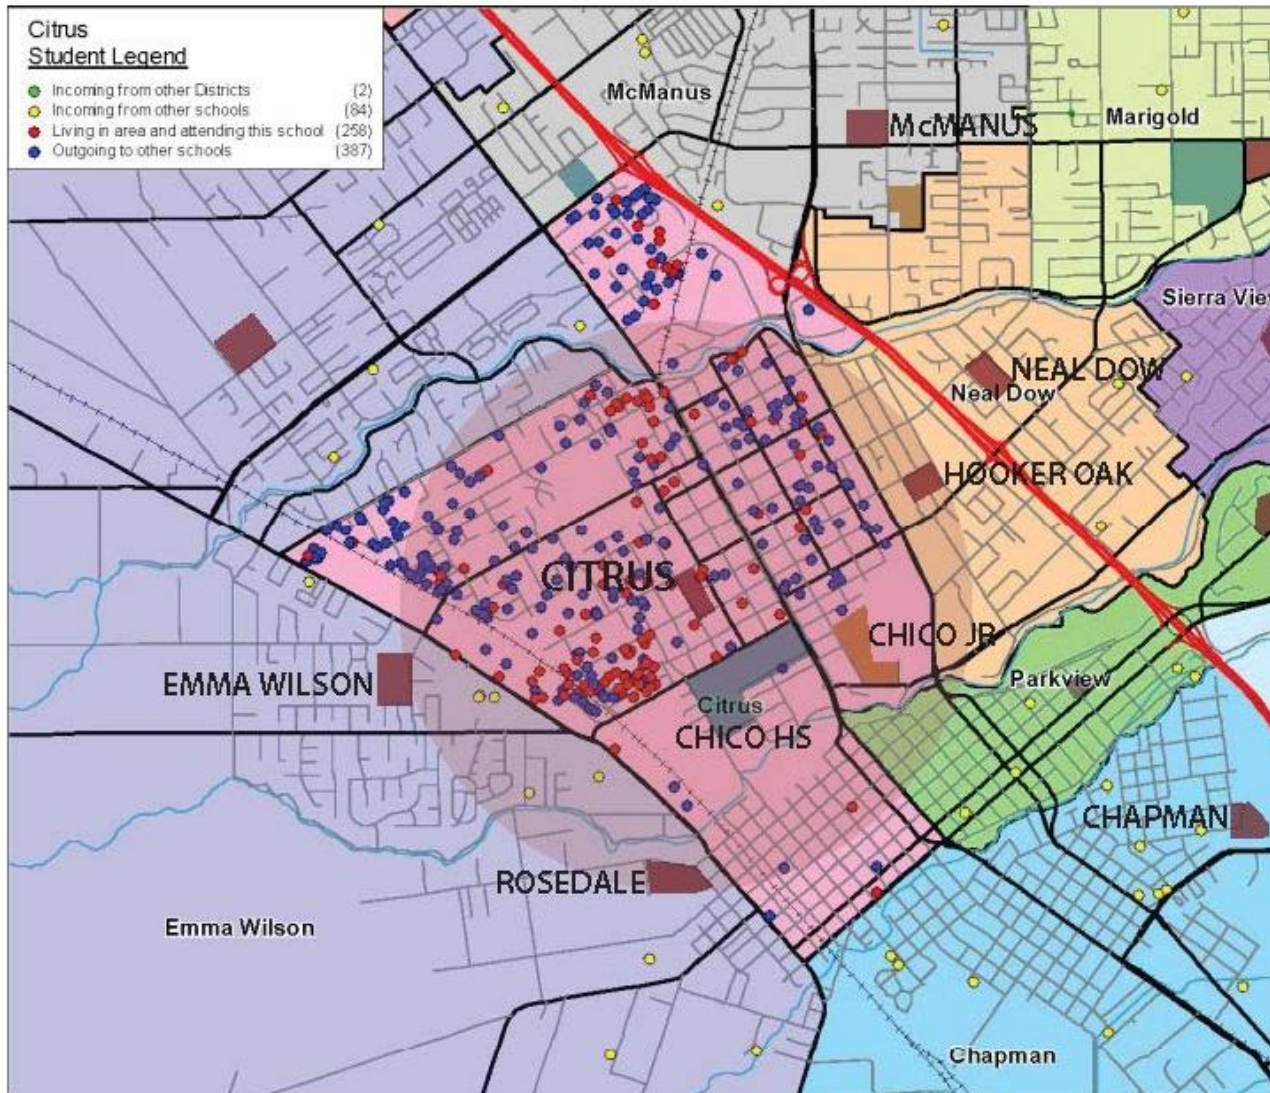 Citrus
Student Legend
Incoming from other Districts (2)
Incoming from other schools (84)
Living in area and attending this school (258)
Outgoing to other schools (387)
McManus
McMANUS
Marigold
Sierra View
NEAL DOW
Neal Dow
HOOKER OAK
CITRUS
CHICO JR
EMMA WILSON
Parkview
Citrus
CHICO HS
CHAPMAN
ROSEDALE
Emma Wilson
Chapman